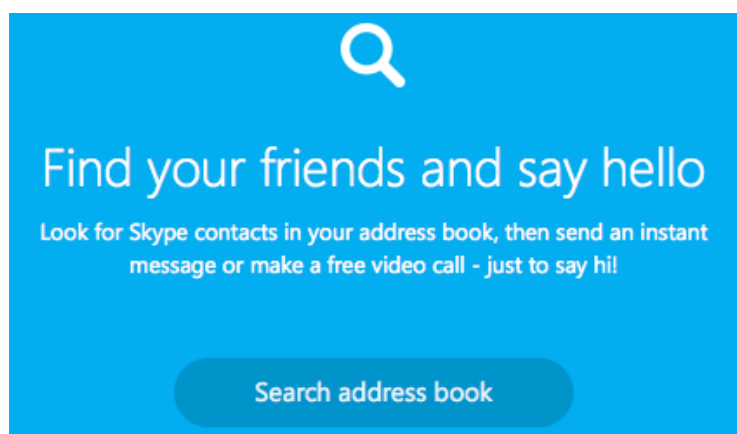 Find your friends and say hello
Look for Skype contacts in your address book, then send an instant
message or make a free video call - just to say hi!
Search address book